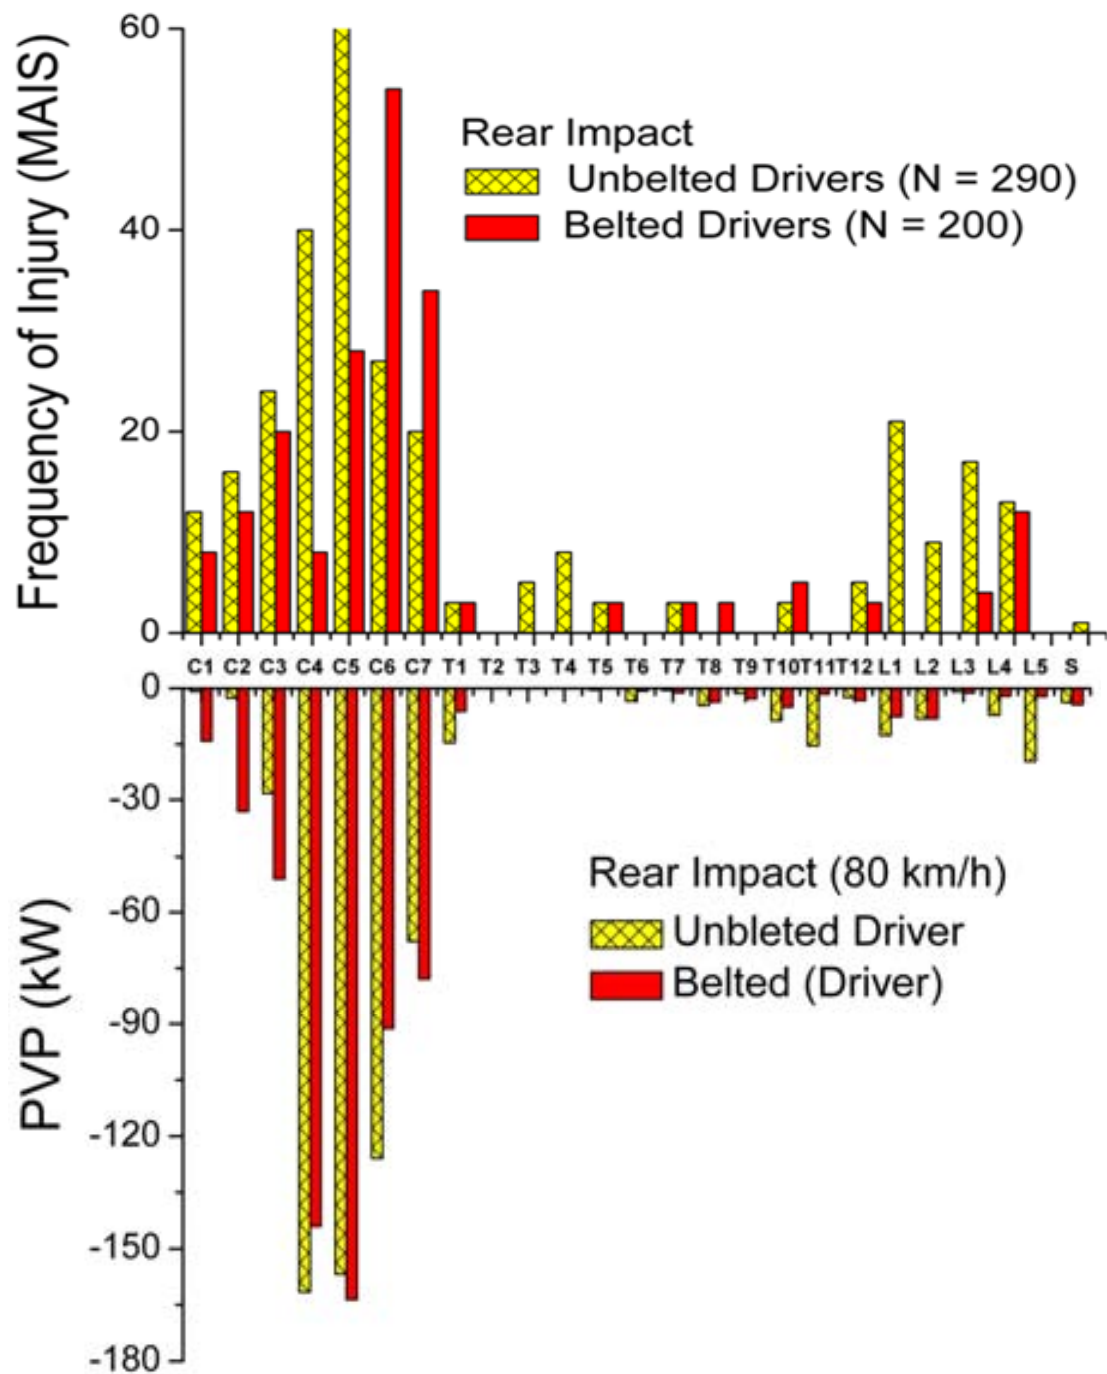 Frequency of Injury (MAIS)
60
40
20
0
Rear Impact
Unbelted Drivers (N = 290)
Belted Drivers (N = 200)
C1 C2 C3 C4 C5 C6 C7 T1 T2 T3 T4 T5 T6 T7 T8 T9 T10 T11 T12 L1 L2 L3 L4 L5 S
PVP (kW)
0
-30
-60
-90
-120
-150
-180
Rear Impact (80 km/h)
Unbleted Driver
Belted (Driver)